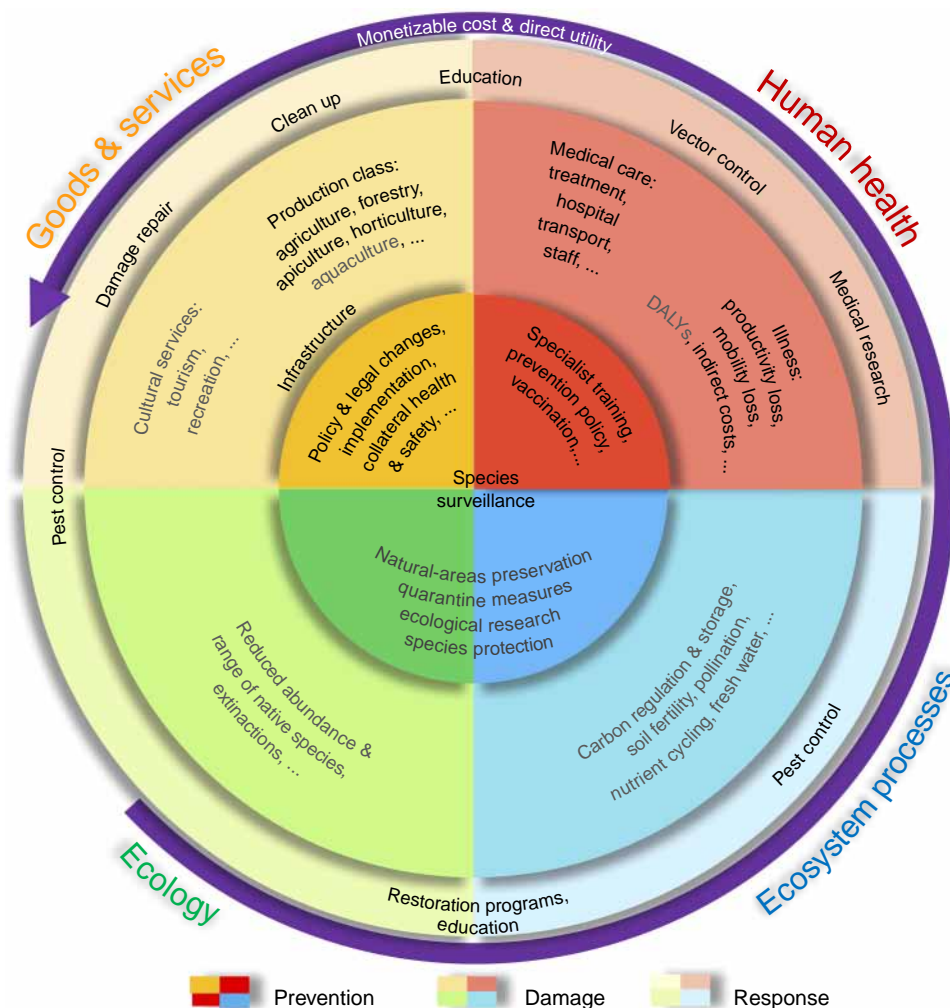 Monetizable cost & direct utility
Goods & services
Human health
Education
Clean up
Vector control
Damage repair
Medical research
Production class:
agriculture, forestry,
apiculture, horticulture,
aquaculture, ...
Medical care:
treatment,
hospital
transport,
staff, ...
Cultural services:
tourism,
recreation, ...
Infrastructure
Illness:
productivity loss,
mobility loss,
DALYs, indirect costs, ...
Policy & legal changes,
implementation,
collateral health
& safety, ...
Specialist training,
prevention policy,
vaccination,...
Pest control
Species
surveillance
Natural-areas preservation
quarantine measures
ecological research
species protection
Reduced abundance &
range of native species,
extinactions, ...
Carbon regulation & storage,
soil fertility, pollination,
nutrient cycling, fresh water, ...
Pest control
Ecology
Ecosystem processes
Restoration programs,
education
Prevention
Damage
Response